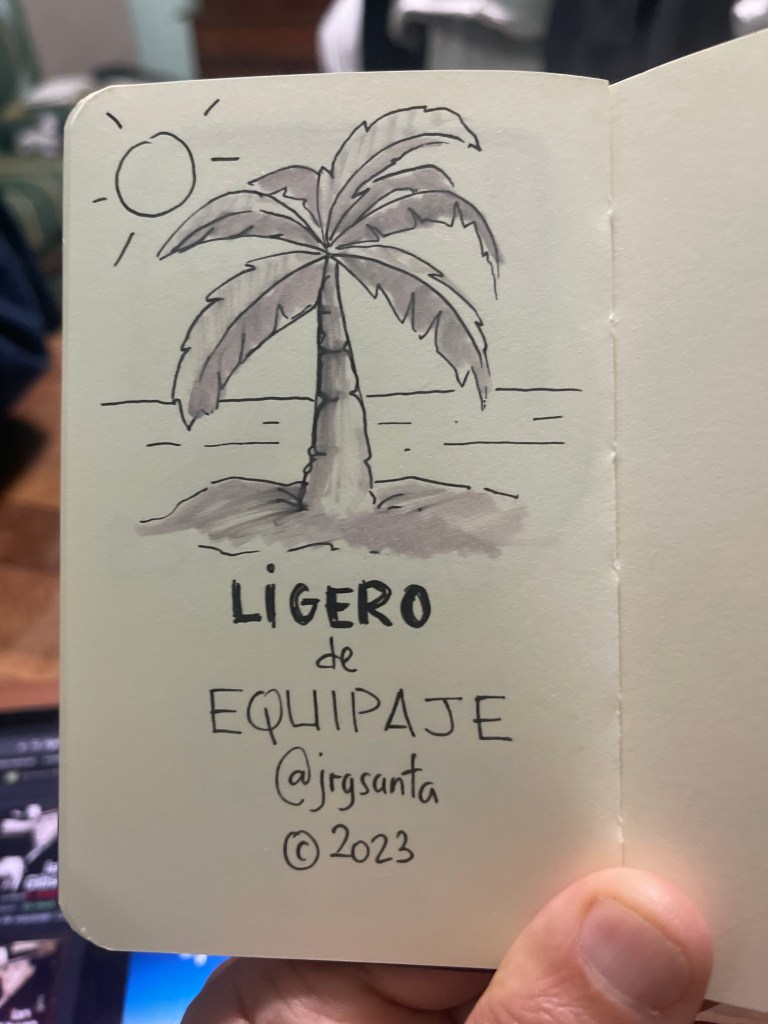 LiGERO
de
EQUIPAJE
@jrgsanta
© 2023